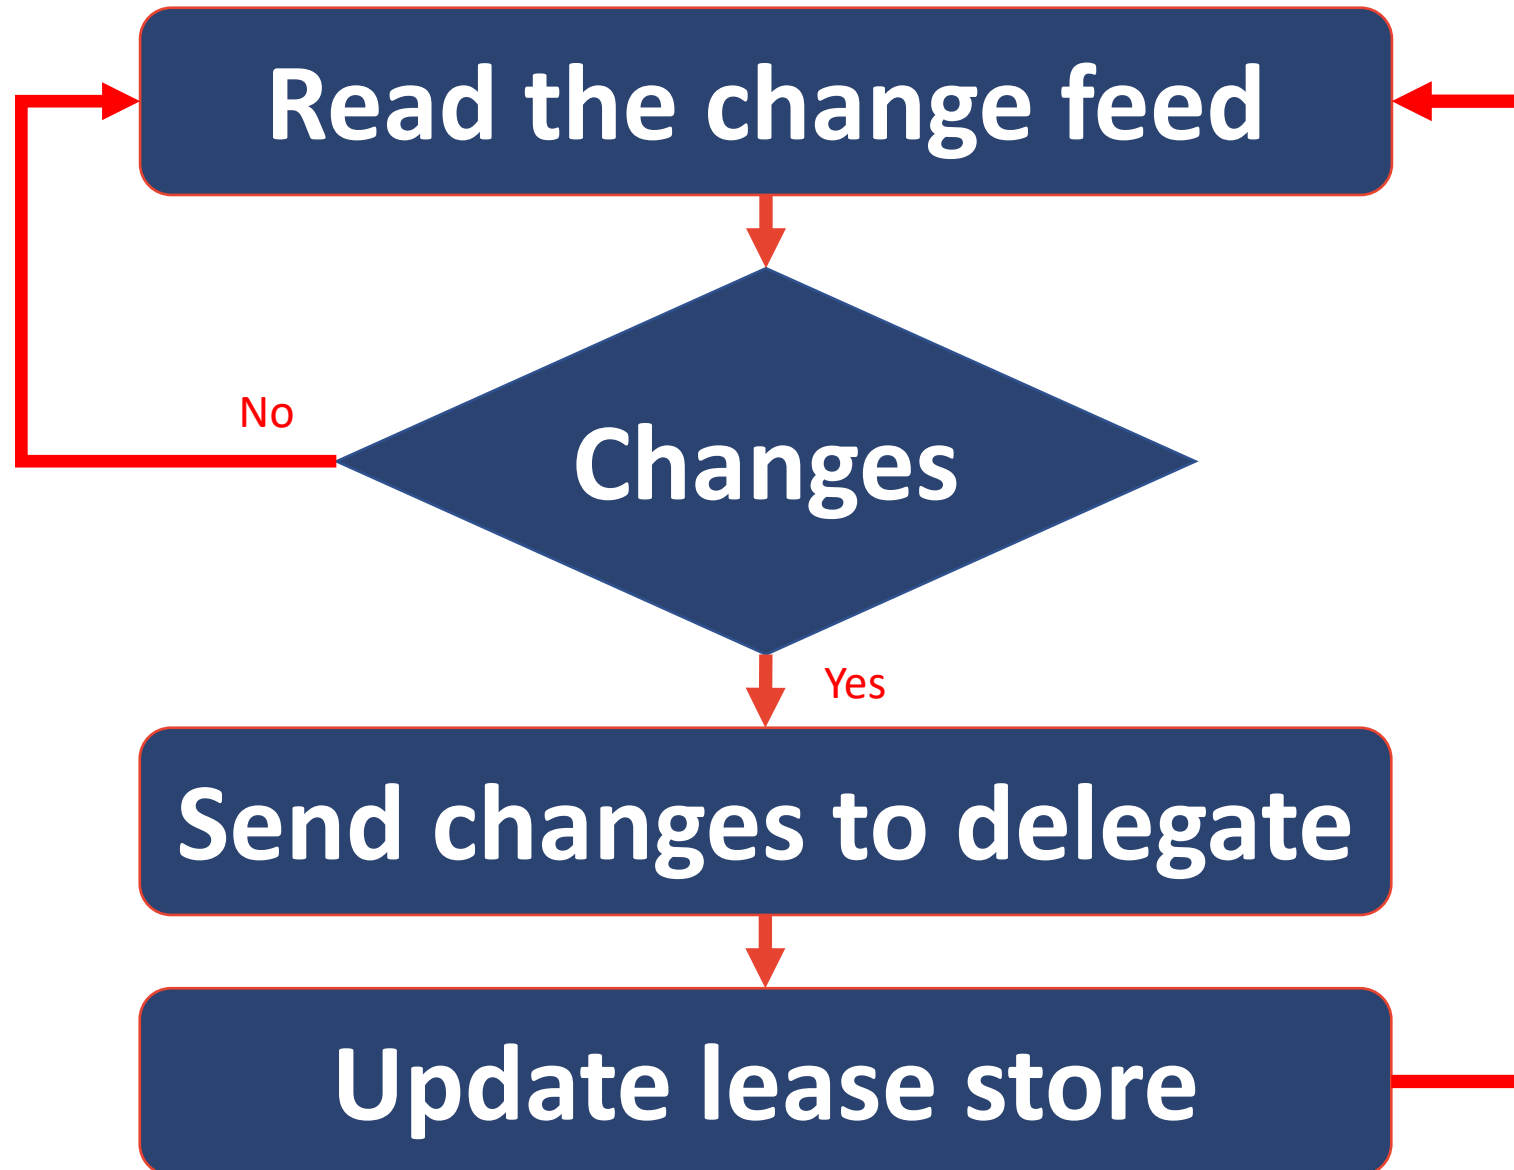 Read the change feed
No
Changes
Yes
Send changes to delegate
Update lease store